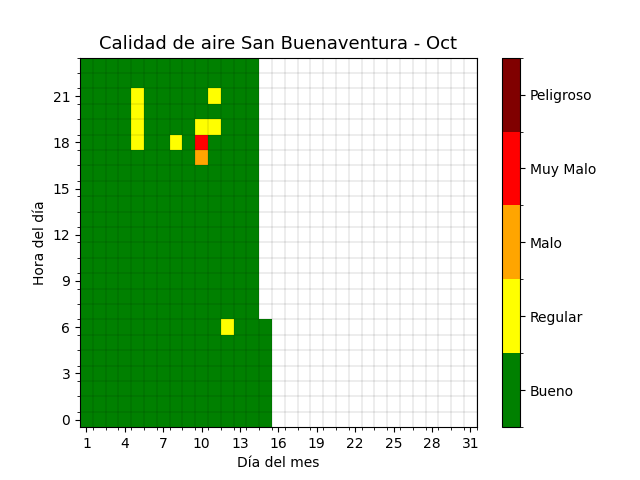 Calidad de aire San Buenaventura - Oct
Hora del día
21
18
15
12
9
6
3
0
1 4 7 10 13 16 19 22 25 28 31
Día del mes
Peligroso
Muy Malo
Malo
Regular
Bueno